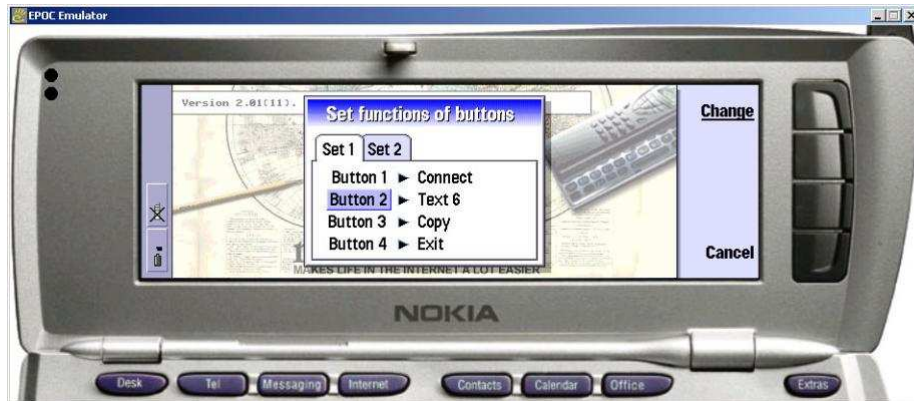 EPOC Emulator
Version 2.01(11).
Set functions of buttons
Set 1 Set 2
Button 1 ► Connect
Button 2 ► Text 6
Button 3 ► Copy
Button 4 ► Exit
MAKES LIFE IN THE INTERNET A LOT EASIER
Change
Cancel
NOKIA
Desk Tel Messaging Internet Contacts Calendar Office Extras